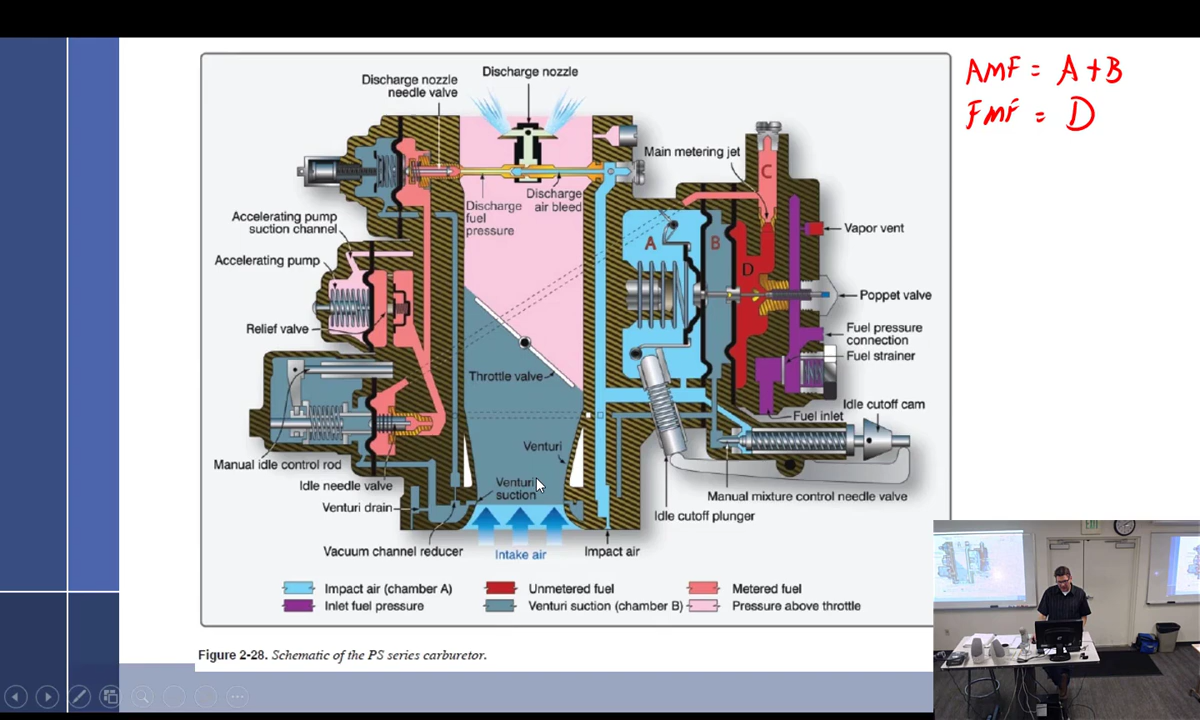 AMF = A + B
FMF = D
Discharge nozzle
Discharge nozzle
needle valve
Main metering jet
C
Discharge
fuel
pressure
Discharge
air bleed
Accelerating pump
suction channel
A
B
D
Vapor vent
Accelerating pump
Poppet valve
Relief valve
Fuel pressure
connection
Fuel strainer
Throttle valve
Idle cutoff cam
Fuel inlet
Venturi
Manual idle control rod
Idle needle valve
Venturi
suction
Manual mixture control needle valve
Venturi drain
Idle cutoff plunger
Vacuum channel reducer
Intake air
Impact air
Impact air (chamber A)
Unmetered fuel
Metered fuel
Inlet fuel pressure
Venturi suction (chamber B)
Pressure above throttle
Figure 2-28. Schematic of the PS series carburetor.
EXIT